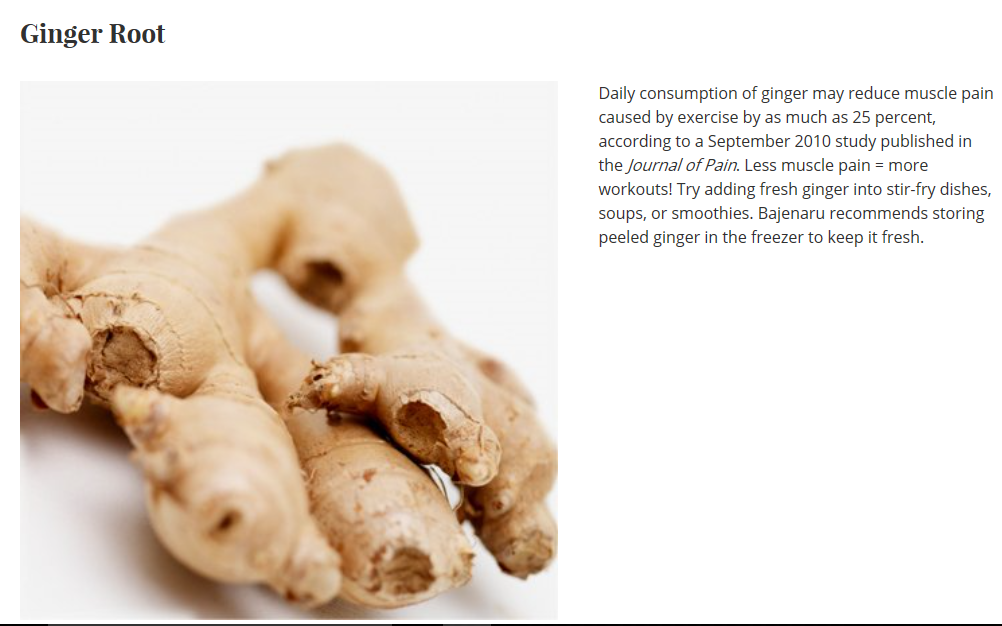 Ginger Root
Daily consumption of ginger may reduce muscle pain
caused by exercise by as much as 25 percent,
according to a September 2010 study published in
the Journal of Pain. Less muscle pain = more
workouts! Try adding fresh ginger into stir-fry dishes,
soups, or smoothies. Bajenaru recommends storing
peeled ginger in the freezer to keep it fresh.